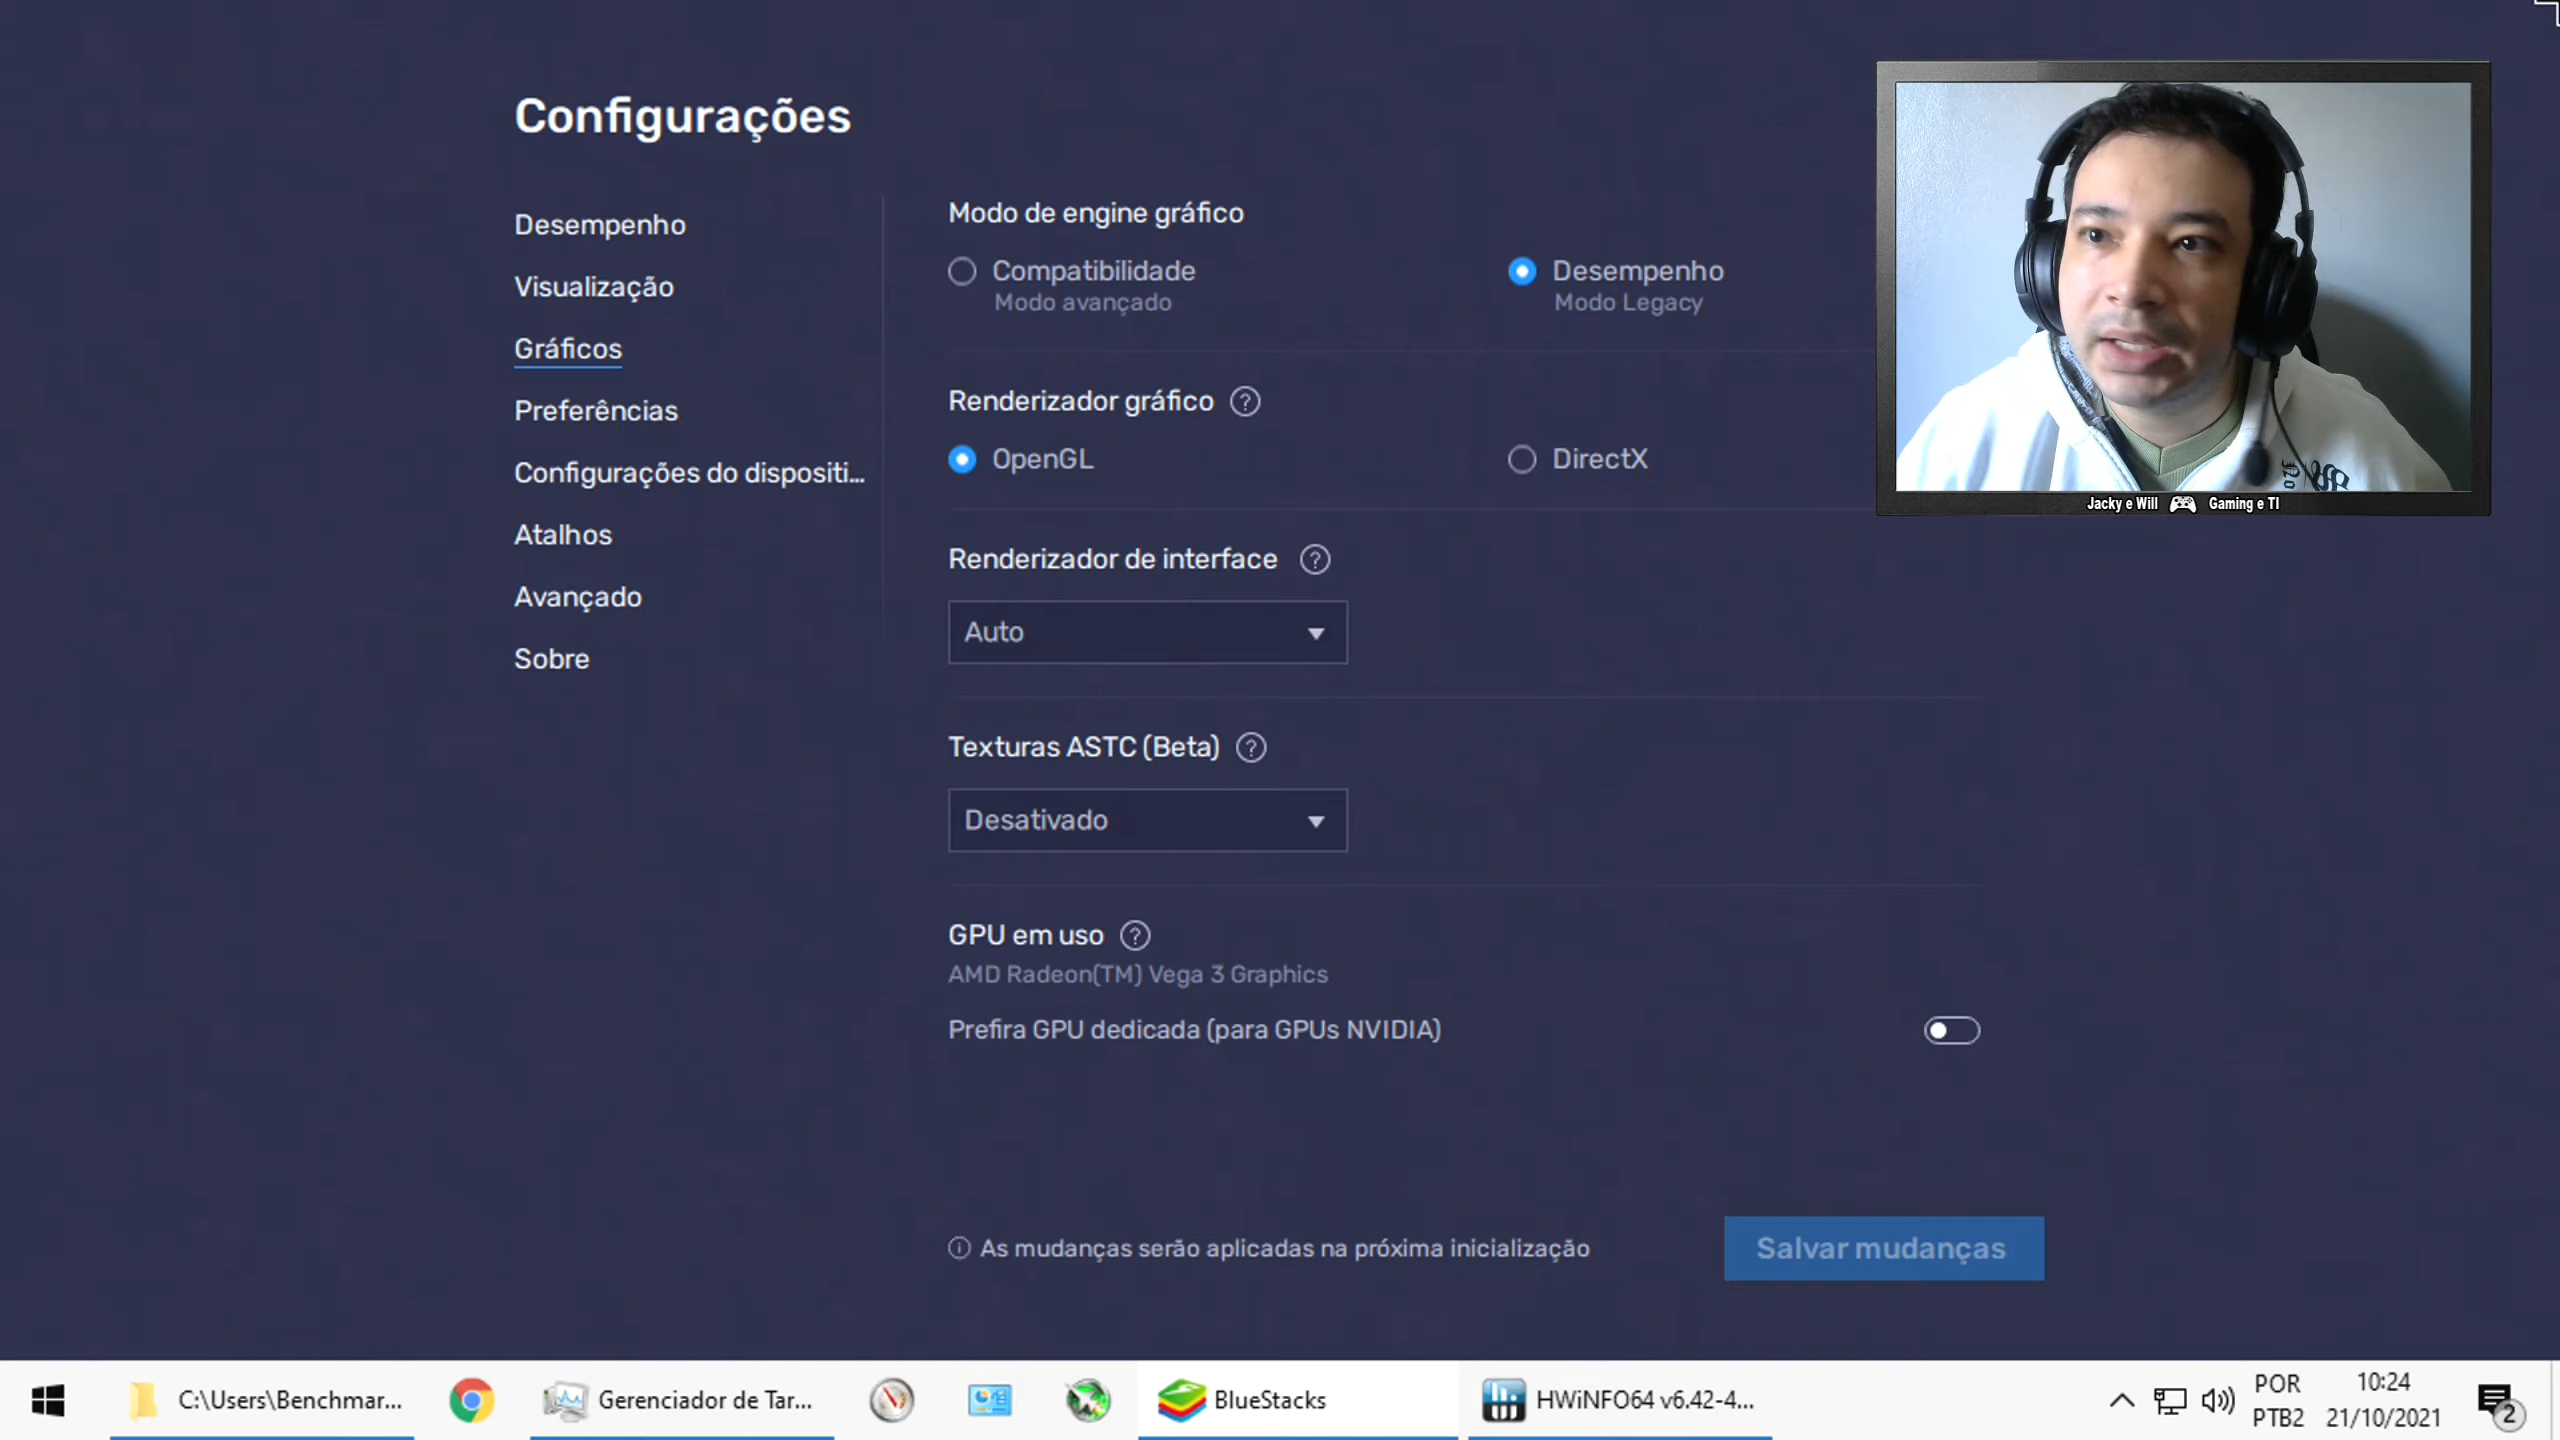 Configurações
Desempenho
Visualização
Gráficos
Preferências
Configurações do dispositi...
Atalhos
Avançado
Sobre
Modo de engine gráfico
Compatibilidade
Modo avançado
Desempenho
Modo Legacy
Renderizador gráfico
OpenGL
DirectX
Renderizador de interface
Auto
Texturas ASTC (Beta)
Desativado
GPU em uso
AMD Radeon(TM) Vega 3 Graphics
Prefira GPU dedicada (para GPUs NVIDIA)
As mudanças serão aplicadas na próxima inicialização
Salvar mudanças
Jacky e Will Gaming e TI
C:\Users\Benchmar...
Gerenciador de Tar...
BlueStacks
HWiNFO64 v6.42-4...
POR
PTB2
10:24
21/10/2021
2